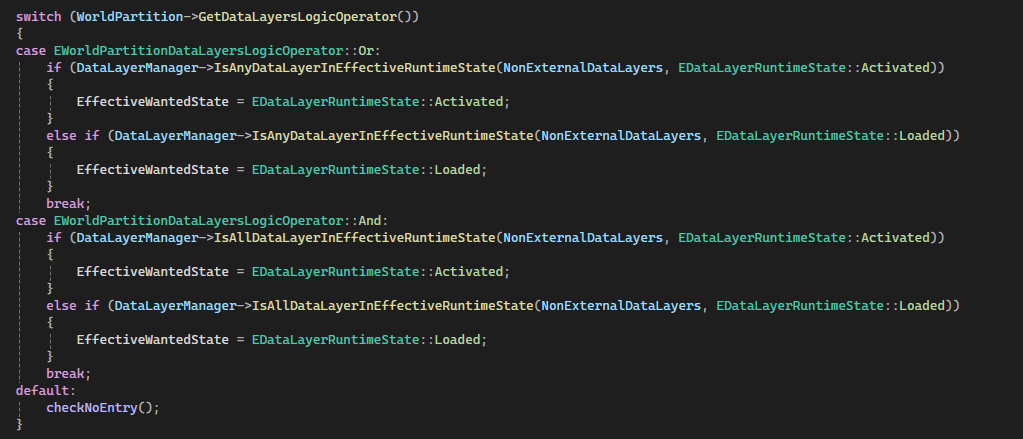 switch (WorldPartition->GetDataLayersLogicOperator())
{
case EWorldPartitionDataLayersLogicOperator::Or:
    if (DataLayerManager->IsAnyDataLayerInEffectiveRuntimeState(NonExternalDataLayers, EDataLayerRuntimeState::Activated))
    {
        EffectiveWantedState = EDataLayerRuntimeState::Activated;
    }
    else if (DataLayerManager->IsAnyDataLayerInEffectiveRuntimeState(NonExternalDataLayers, EDataLayerRuntimeState::Loaded))
    {
        EffectiveWantedState = EDataLayerRuntimeState::Loaded;
    }
    break;
case EWorldPartitionDataLayersLogicOperator::And:
    if (DataLayerManager->IsAllDataLayerInEffectiveRuntimeState(NonExternalDataLayers, EDataLayerRuntimeState::Activated))
    {
        EffectiveWantedState = EDataLayerRuntimeState::Activated;
    }
    else if (DataLayerManager->IsAllDataLayerInEffectiveRuntimeState(NonExternalDataLayers, EDataLayerRuntimeState::Loaded))
    {
        EffectiveWantedState = EDataLayerRuntimeState::Loaded;
    }
    break;
default:
    checkNoEntry();
}